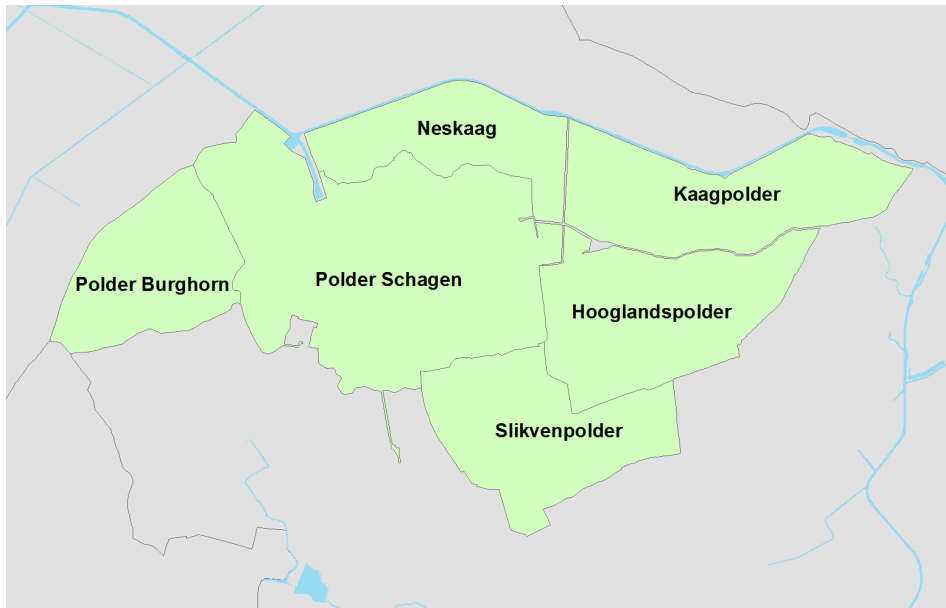 Neskaag
Kaagpolder
Polder Burghorn
Polder Schagen
Hooglandspolder
Slikvenpolder